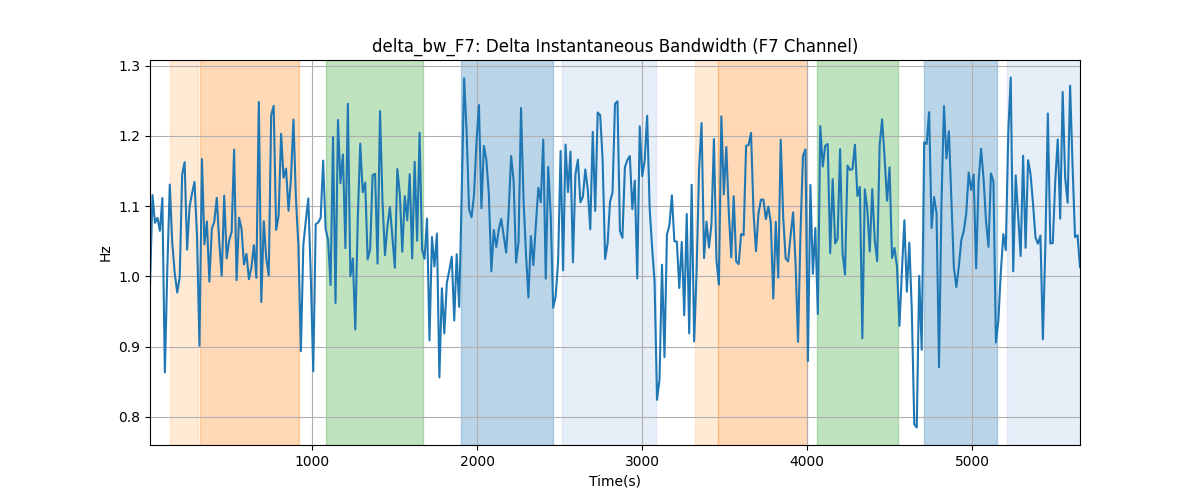 delta_bw_F7: Delta Instantaneous Bandwidth (F7 Channel)
1.3
1.2
1.1
1.0
0.9
0.8
Hz
1000 2000 3000 4000 5000
Time(s)